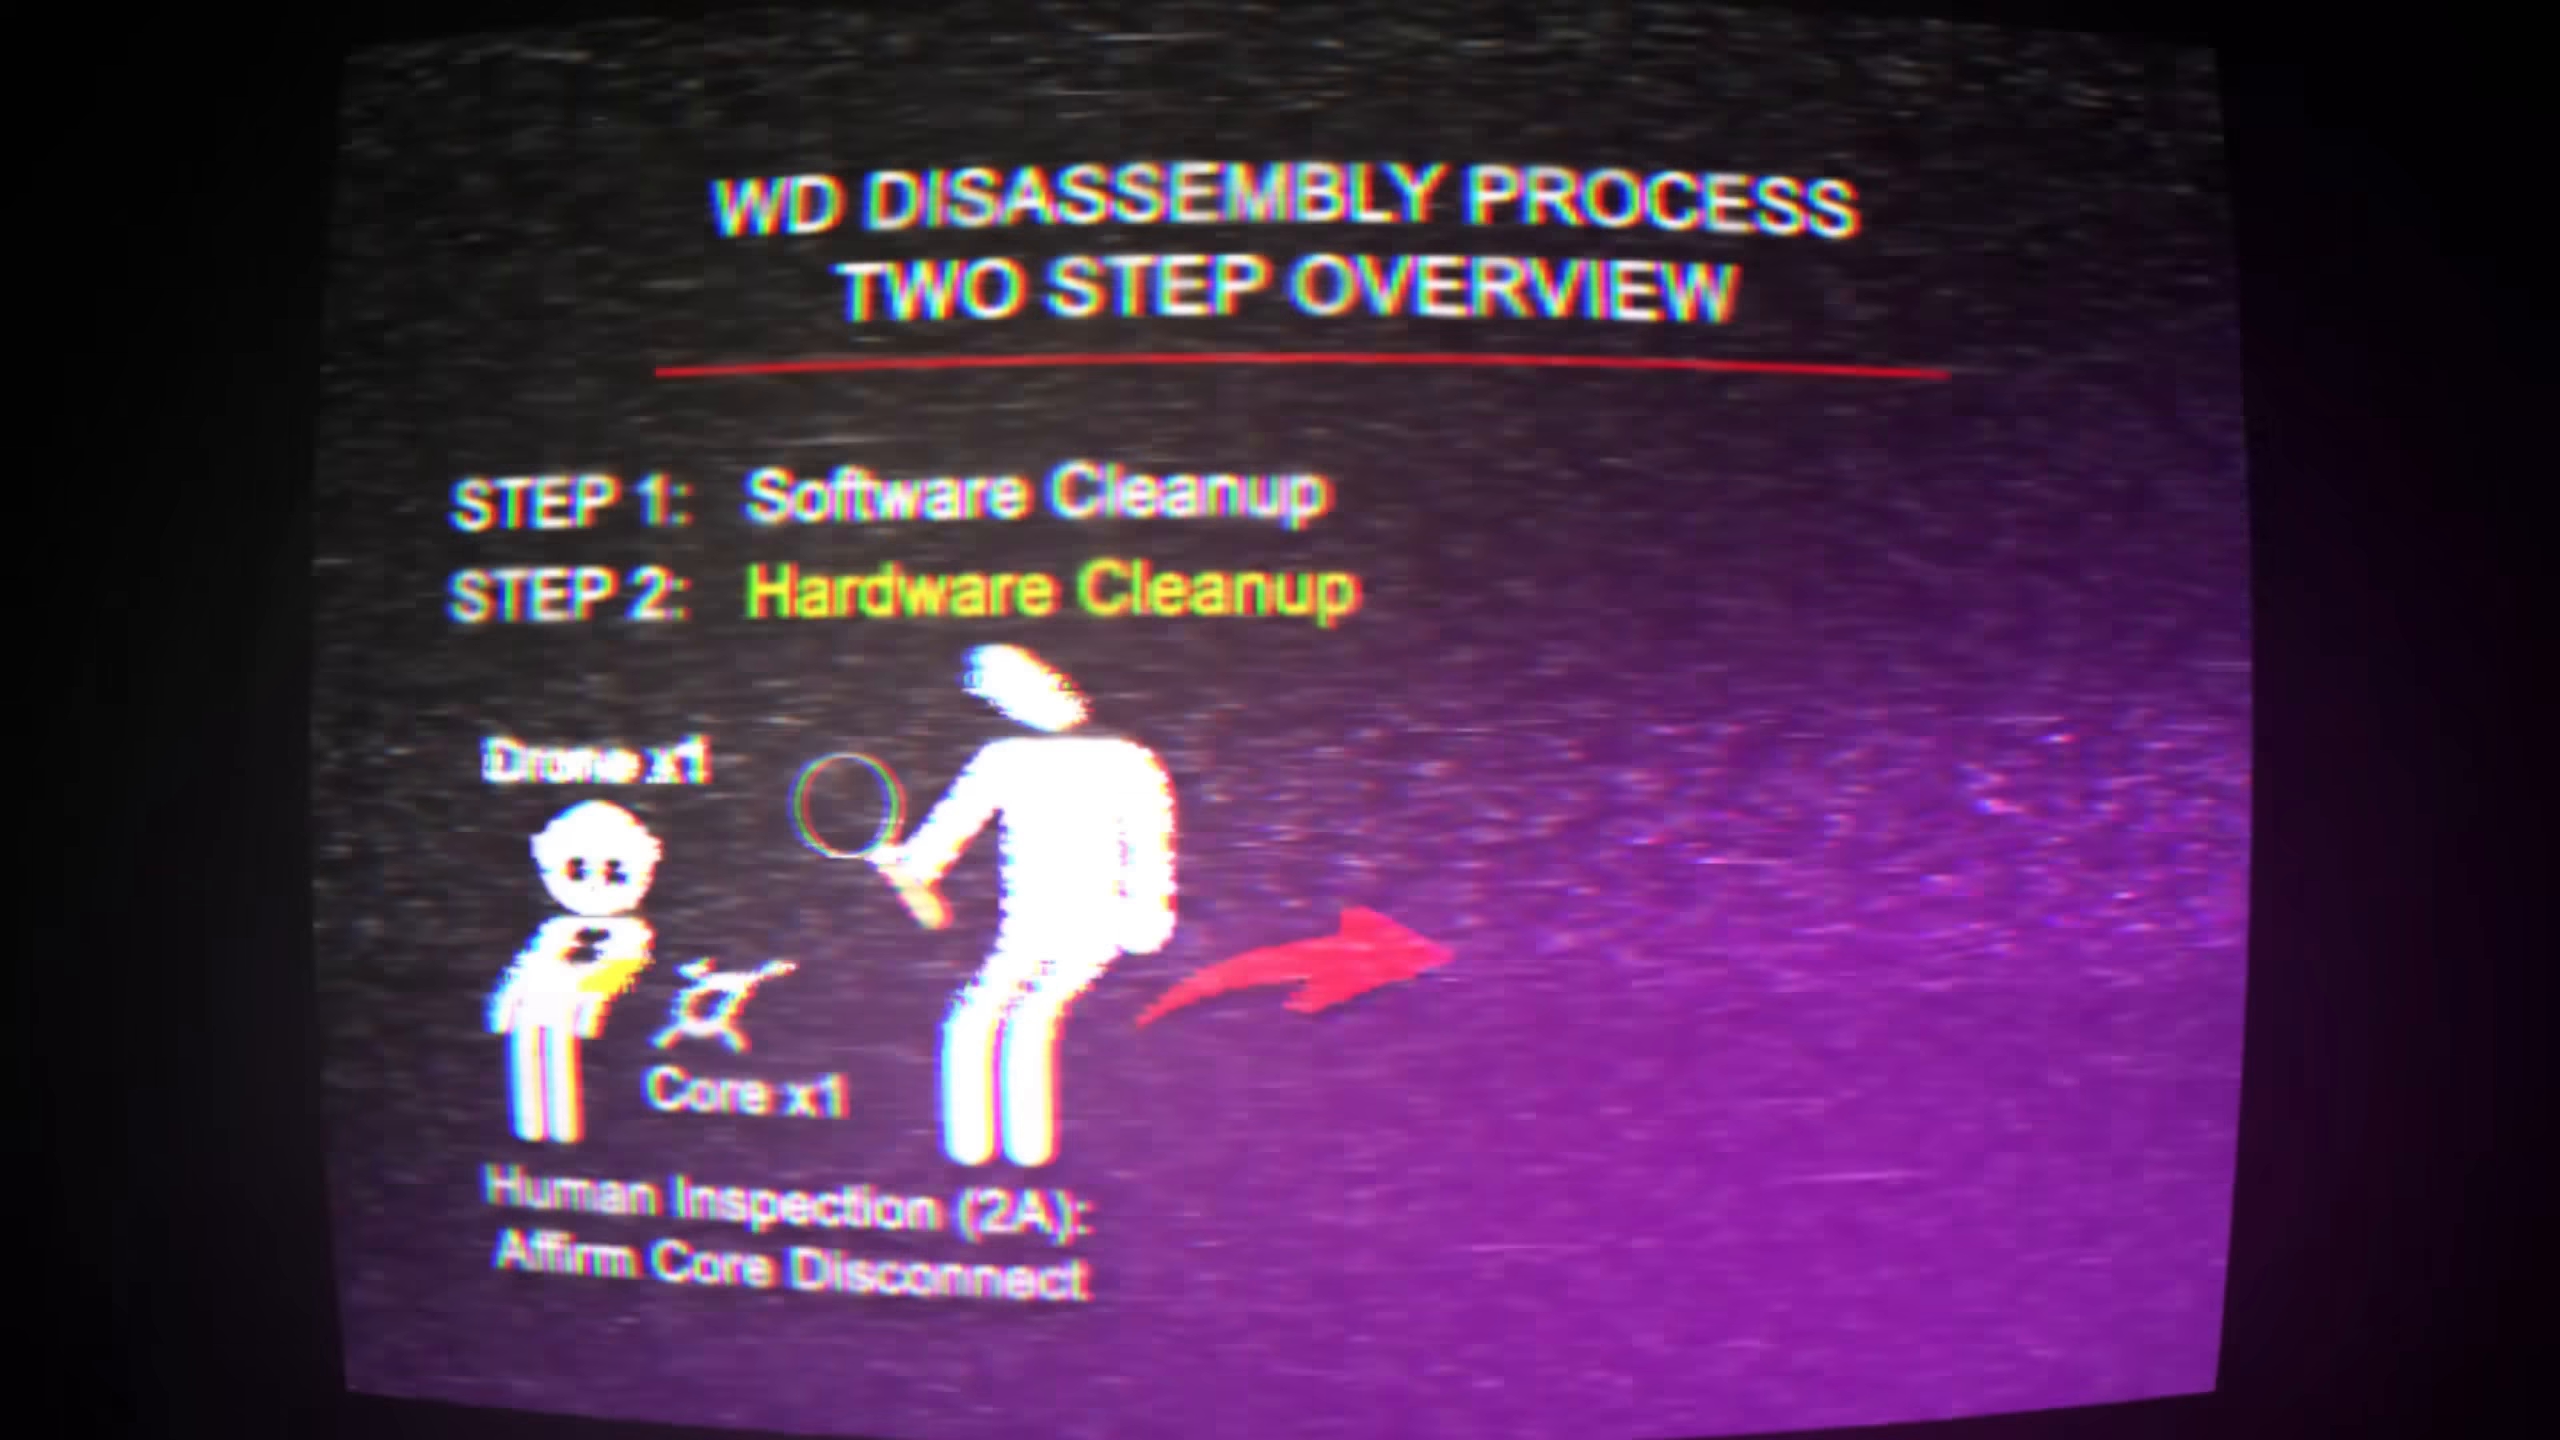 WD DISASSEMBLY PROCESS
TWO STEP OVERVIEW
STEP 1: Software Cleanup
STEP 2: Hardware Cleanup
Drone x1
Core x1
Human Inspection (2A):
Affirm Core Disconnect